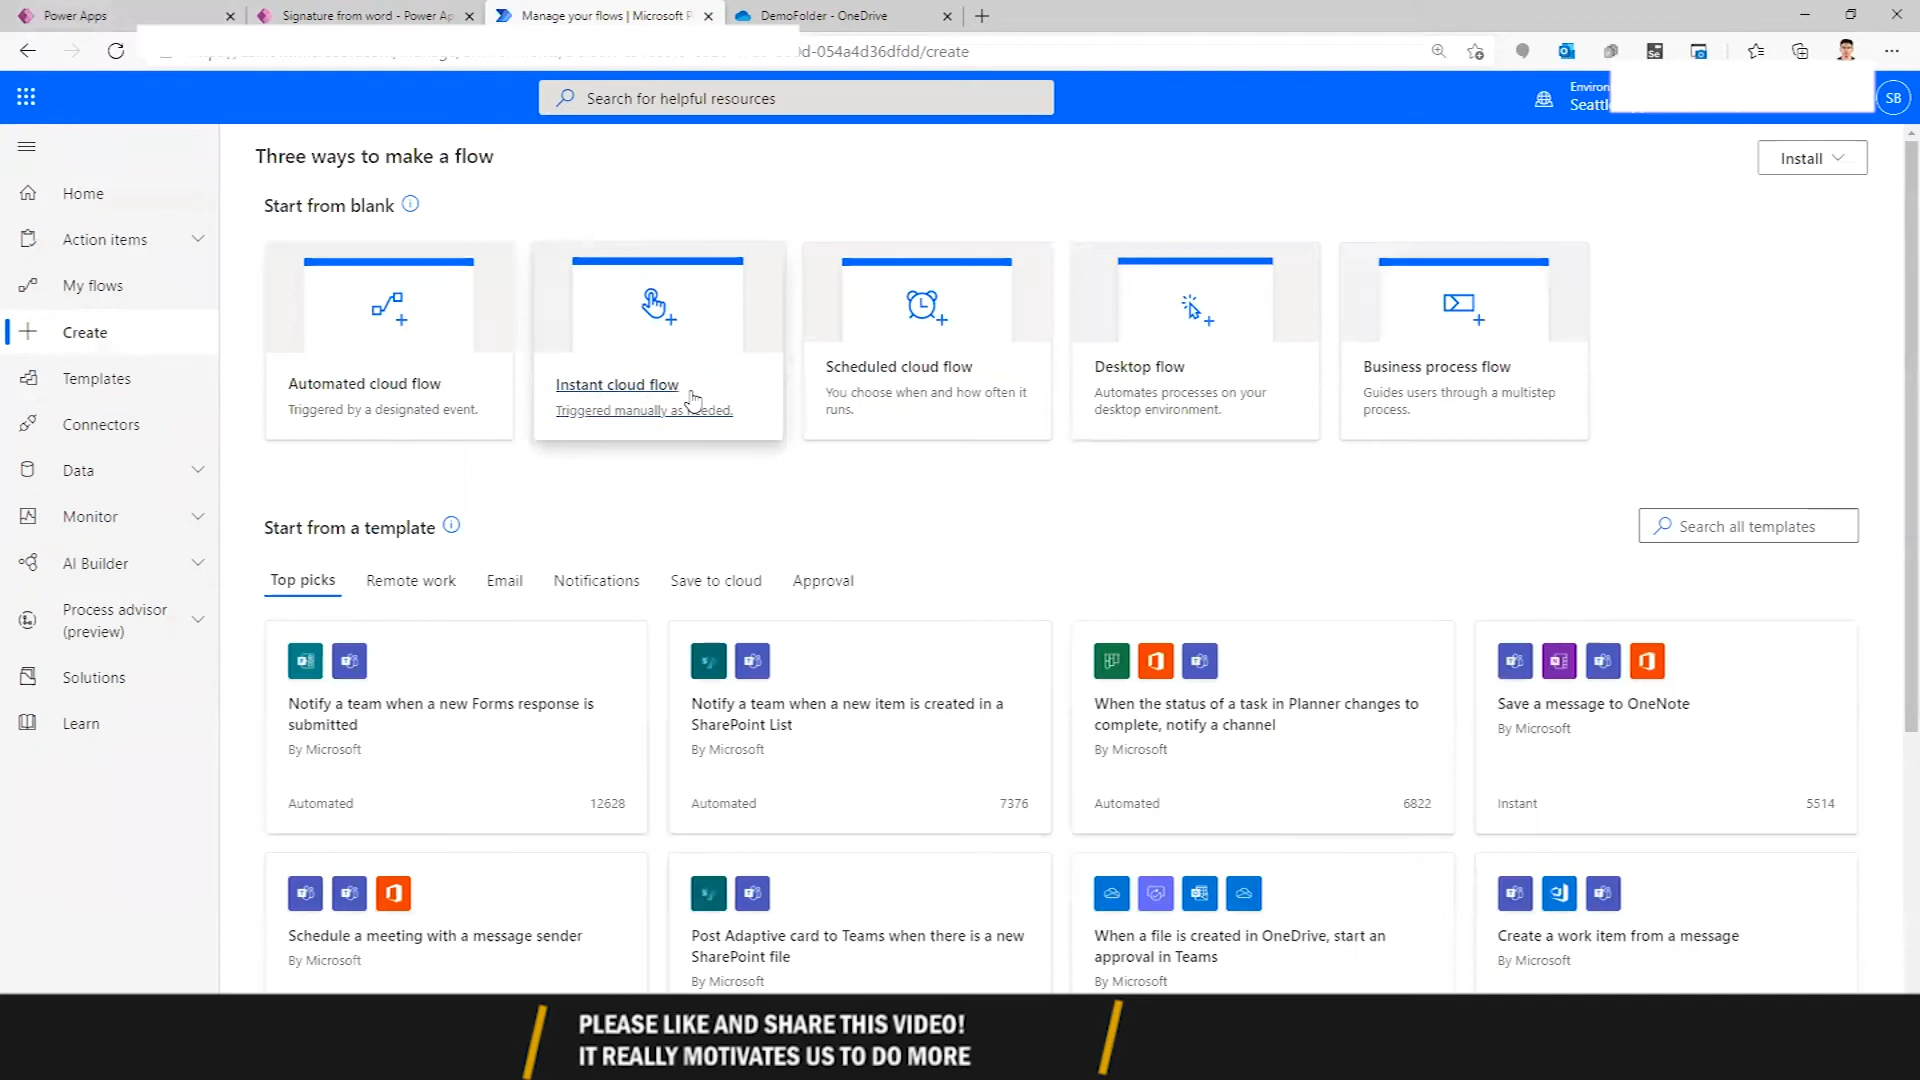 Power Apps
Signature from word - Power Ap
Manage your flows | Microsoft P
DemoFolder - OneDrive
d-054a4d36dfdd/create
Search for helpful resources
Environ
Seattl
SB
Three ways to make a flow
Install
Start from blank
Home
Action items
My flows
Create
Templates
Connectors
Data
Monitor
AI Builder
Process advisor
(preview)
Solutions
Learn
Automated cloud flow
Triggered by a designated event.
Instant cloud flow
Triggered manually as needed.
Scheduled cloud flow
You choose when and how often it
runs.
Desktop flow
Automates processes on your
desktop environment.
Business process flow
Guides users through a multistep
process.
Start from a template
Search all templates
Top picks
Remote work
Email
Notifications
Save to cloud
Approval
Notify a team when a new Forms response is
submitted
By Microsoft
Automated
12628
Notify a team when a new item is created in a
SharePoint List
By Microsoft
Automated
7376
When the status of a task in Planner changes to
complete, notify a channel
By Microsoft
Automated
6822
Save a message to OneNote
By Microsoft
Instant
5514
Schedule a meeting with a message sender
By Microsoft
Post Adaptive card to Teams when there is a new
SharePoint file
By Microsoft
When a file is created in OneDrive, start an
approval in Teams
By Microsoft
Create a work item from a message
By Microsoft
PLEASE LIKE AND SHARE THIS VIDEO!
IT REALLY MOTIVATES US TO DO MORE